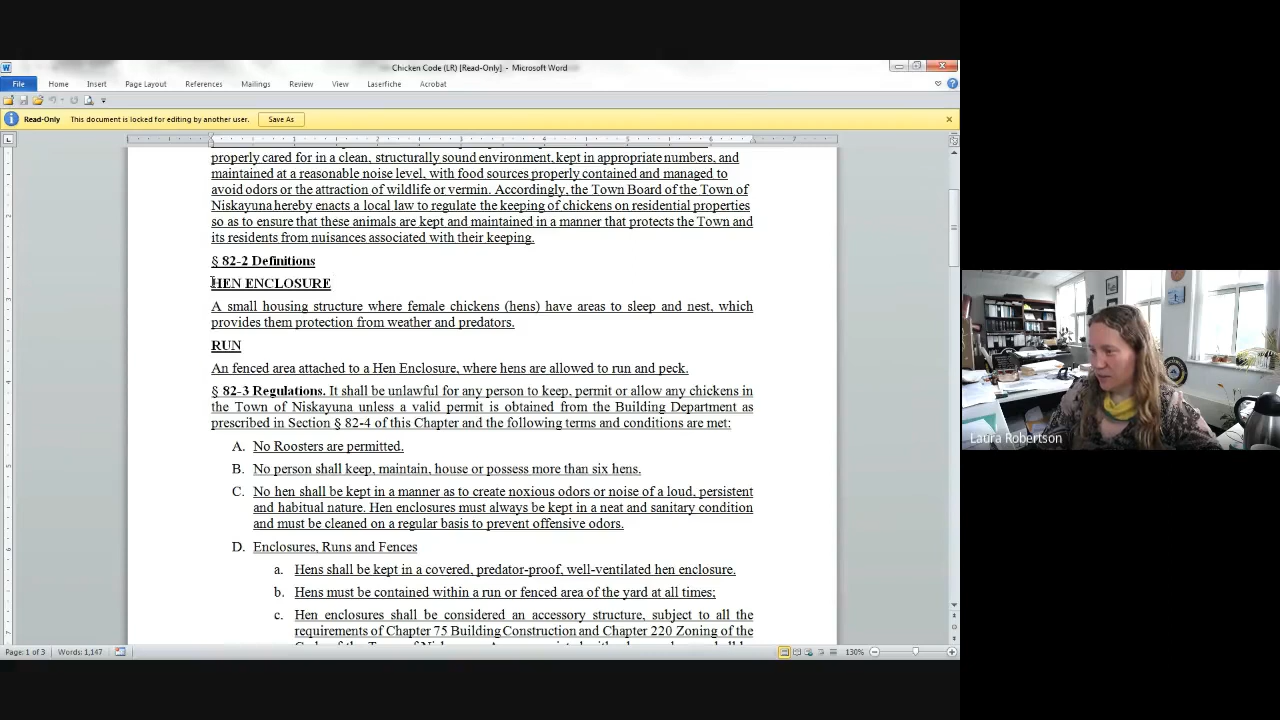 Chicken Code (LR) [Read-Only] - Microsoft Word
File Home Insert Page Layout References Mailings Review View Laserfiche Acrobat
Read-Only This document is locked for editing by another user. Save As
properly cared for in a clean, structurally sound environment, kept in appropriate numbers, and
maintained at a reasonable noise level, with food sources properly contained and managed to
avoid odors or the attraction of wildlife or vermin. Accordingly, the Town Board of the Town of
Niskayuna hereby enacts a local law to regulate the keeping of chickens on residential properties
so as to ensure that these animals are kept and maintained in a manner that protects the Town and
its residents from nuisances associated with their keeping.
§ 82-2 Definitions
HEN ENCLOSURE
A small housing structure where female chickens (hens) have areas to sleep and nest, which
provides them protection from weather and predators.
RUN
An fenced area attached to a Hen Enclosure, where hens are allowed to run and peck.
§ 82-3 Regulations. It shall be unlawful for any person to keep, permit or allow any chickens in
the Town of Niskayuna unless a valid permit is obtained from the Building Department as
prescribed in Section § 82-4 of this Chapter and the following terms and conditions are met:
A. No Roosters are permitted.
B. No person shall keep, maintain, house or possess more than six hens.
C. No hen shall be kept in a manner as to create noxious odors or noise of a loud, persistent
and habitual nature. Hen enclosures must always be kept in a neat and sanitary condition
and must be cleaned on a regular basis to prevent offensive odors.
D. Enclosures, Runs and Fences
a. Hens shall be kept in a covered, predator-proof, well-ventilated hen enclosure.
b. Hens must be contained within a run or fenced area of the yard at all times;
c. Hen enclosures shall be considered an accessory structure, subject to all the
requirements of Chapter 75 Building Construction and Chapter 220 Zoning of the
Page: 1 of 3 Words: 1,147 130%
Laura Robertson